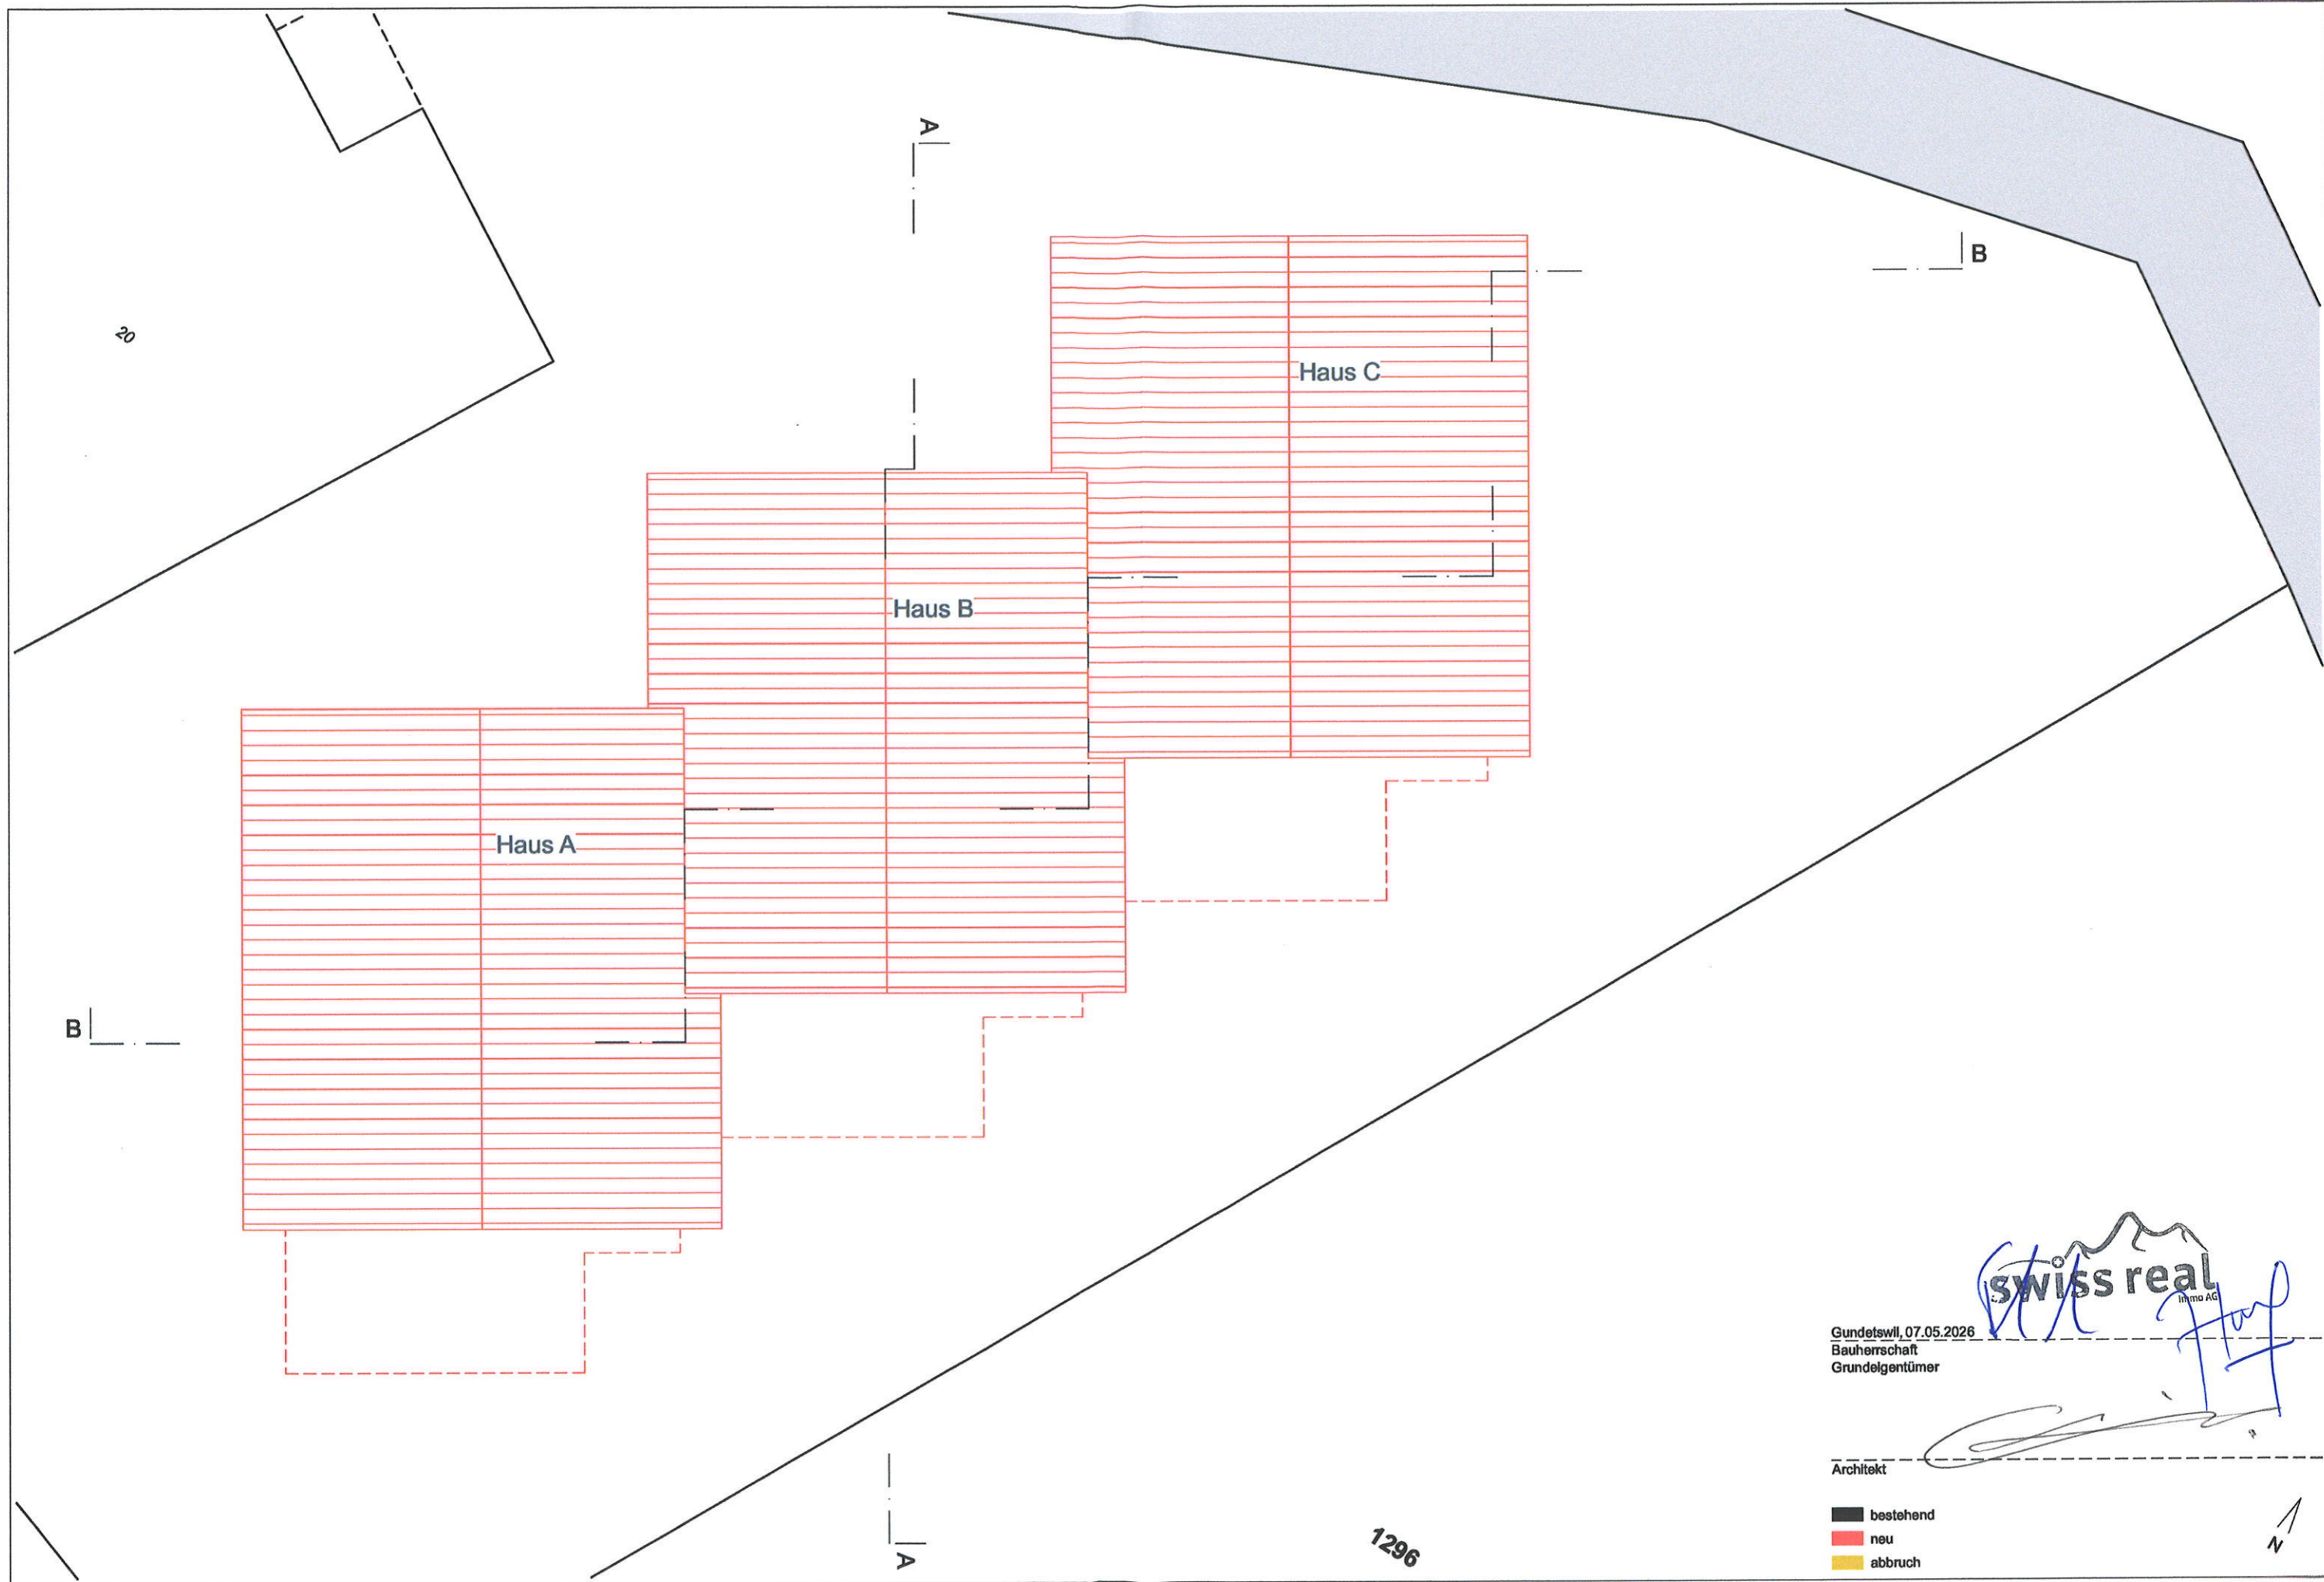 A
B
20
Haus C
Haus B
Haus A
B
swiss real
Immo AG
Gundetswil, 07.05.2026
Bauherrschaft
Grundeigentümer
Architekt
bestehend
neu
abbruch
N
A
1296